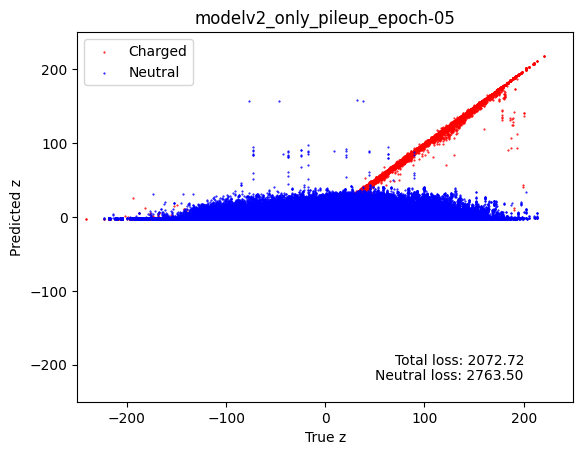 modelv2_only_pileup_epoch-05
Charged
Neutral
Predicted z
200
100
0
−100
−200
Total loss: 2072.72
Neutral loss: 2763.50
−200
−100
0
100
200
True z